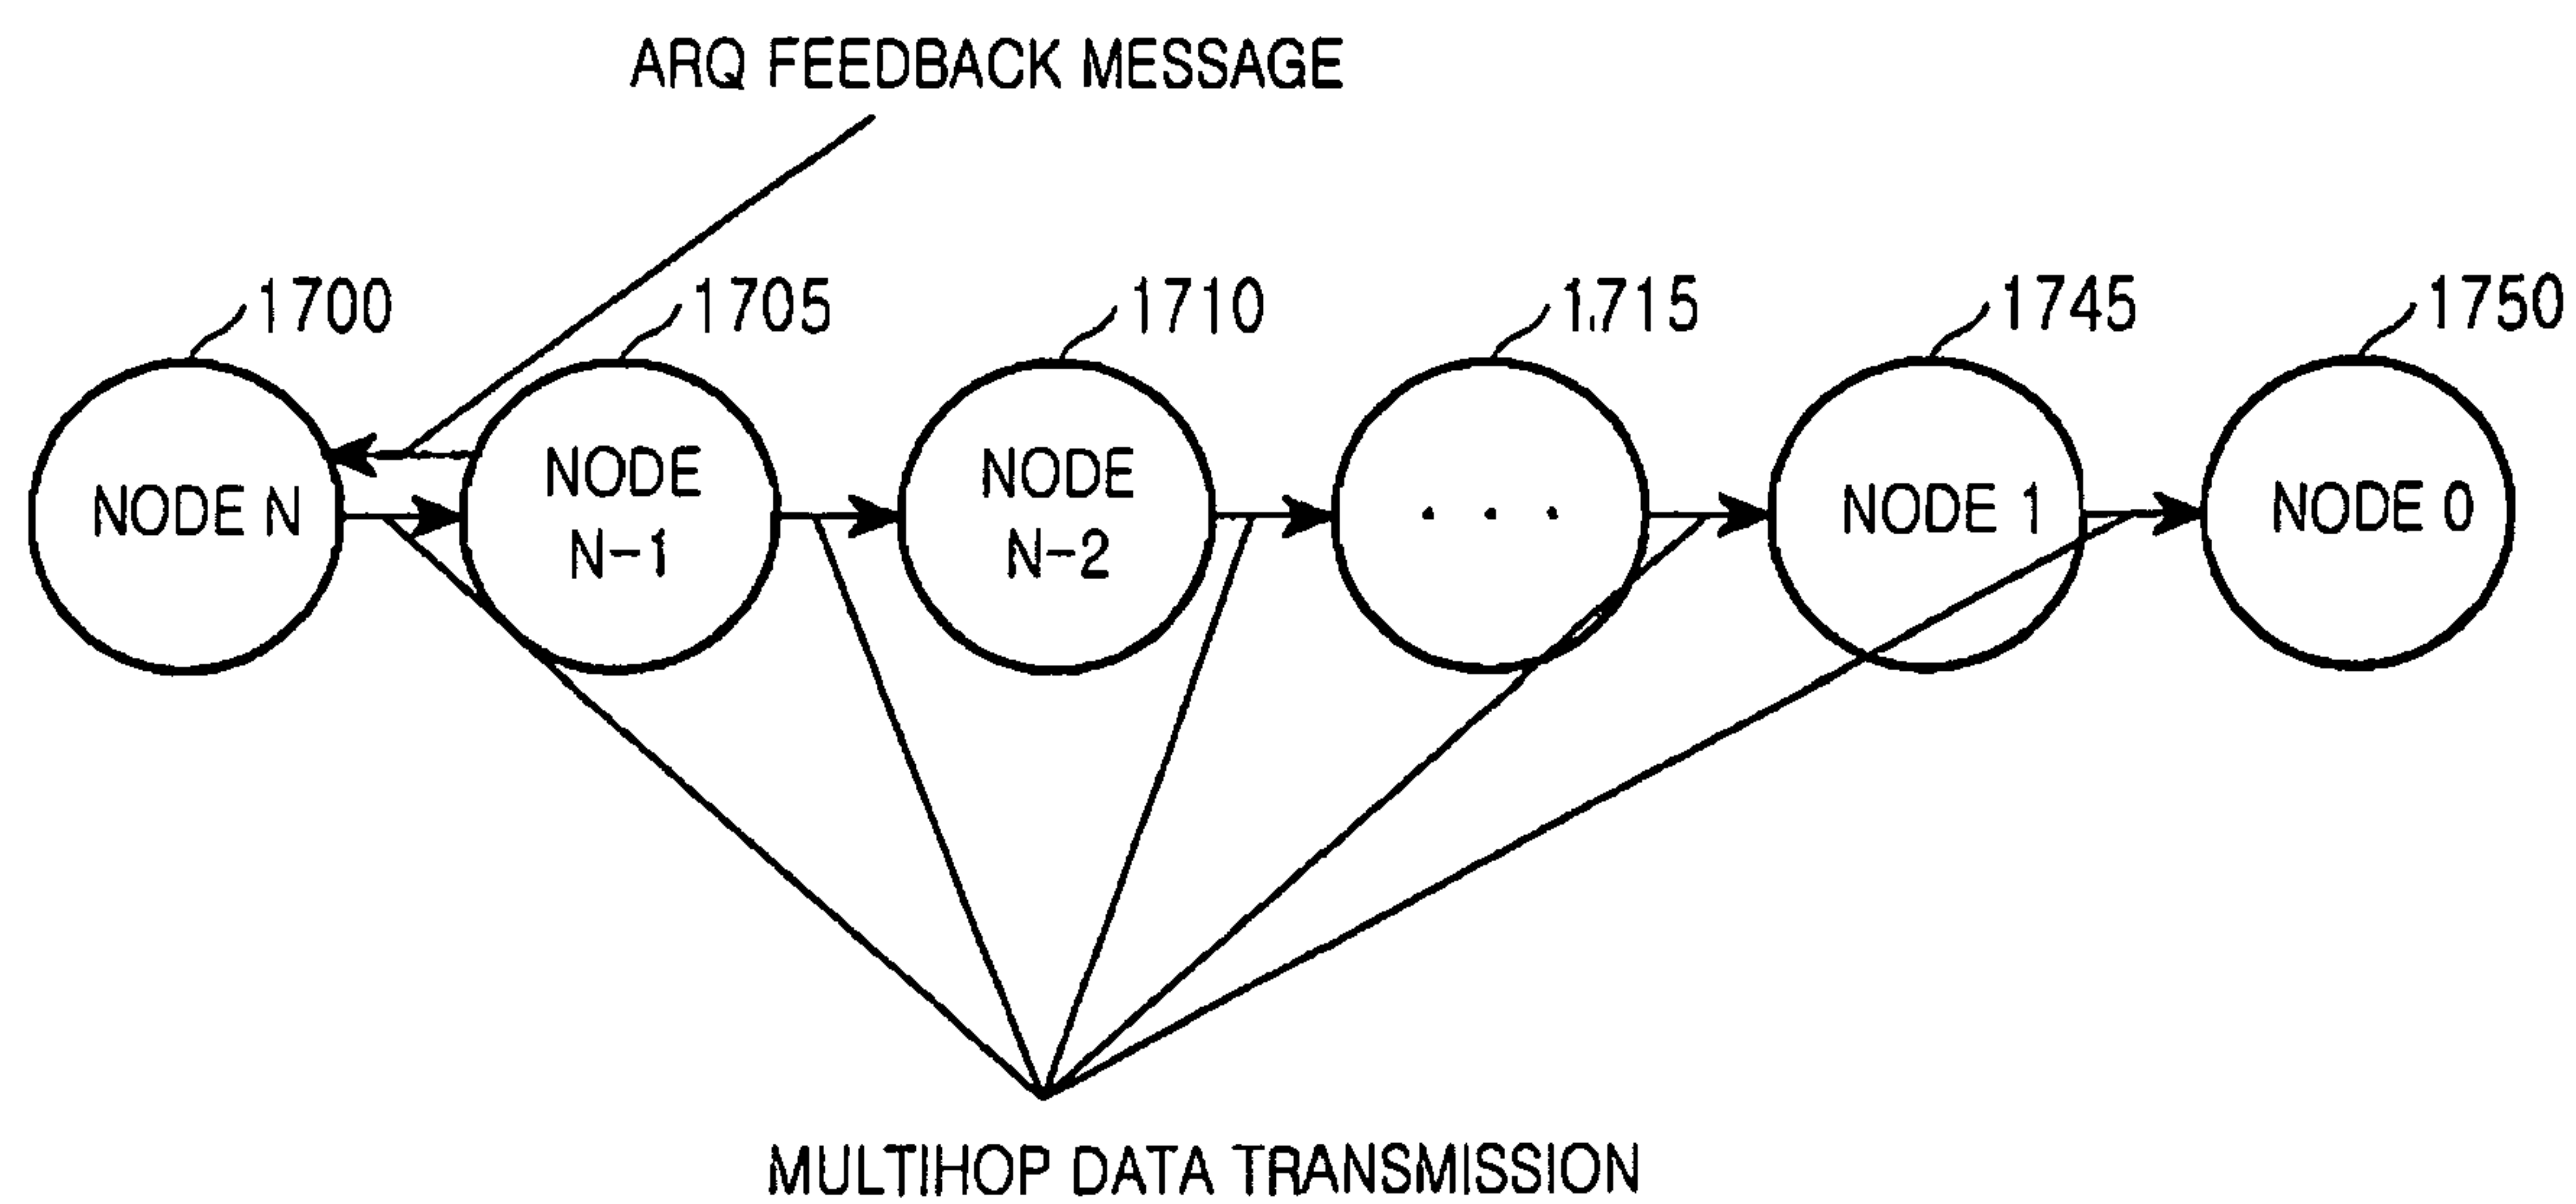 ARQ FEEDBACK MESSAGE
1700
1705
1710
1715
1745
1750
NODE N
NODE
N-1
NODE
N-2
. . .
NODE 1
NODE 0
MULTIHOP DATA TRANSMISSION